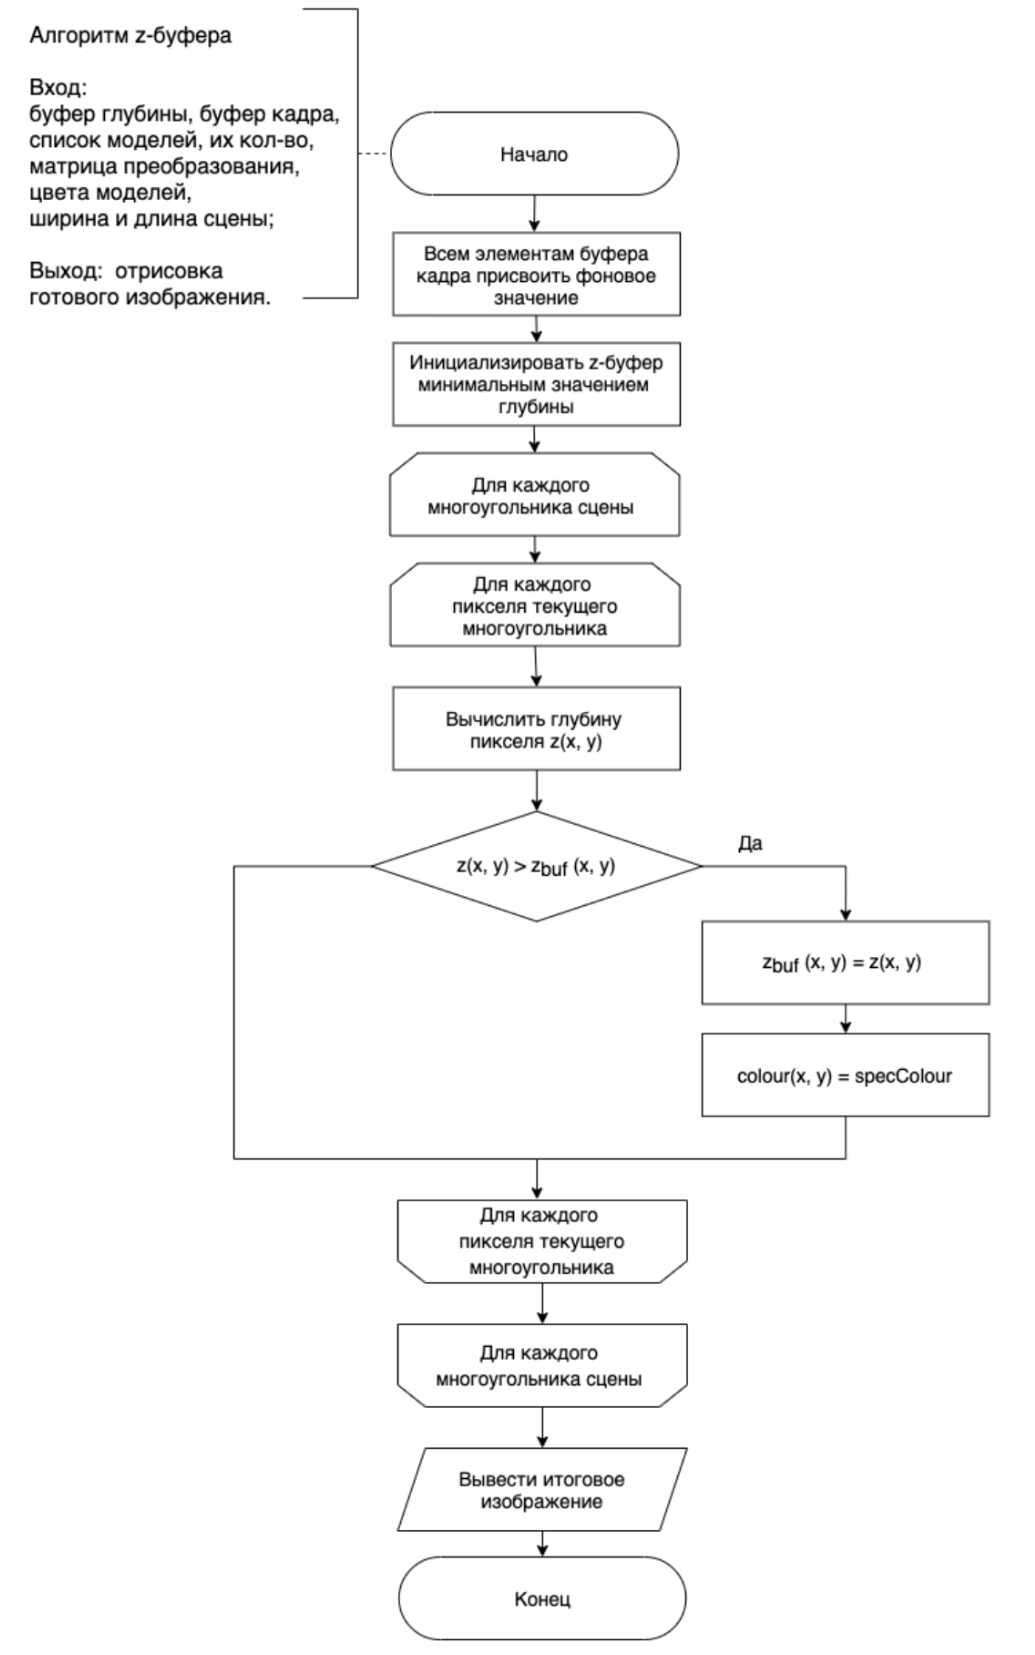 Алгоритм z-буфера
Вход:
буфер глубины, буфер кадра,
список моделей, их кол-во,
матрица преобразования,
цвета моделей,
ширина и длина сцены;
Выход: отрисовка
готового изображения.
Начало
Всем элементам буфера
кадра присвоить фоновое
значение
Инициализировать z-буфер
минимальным значением
глубины
Для каждого
многоугольника сцены
Для каждого
пикселя текущего
многоугольника
Вычислить глубину
пикселя z(x, y)
z(x, y) > zbuf (x, y)
Да
zbuf (x, y) = z(x, y)
colour(x, y) = specColour
Для каждого
пикселя текущего
многоугольника
Для каждого
многоугольника сцены
Вывести итоговое
изображение
Конец